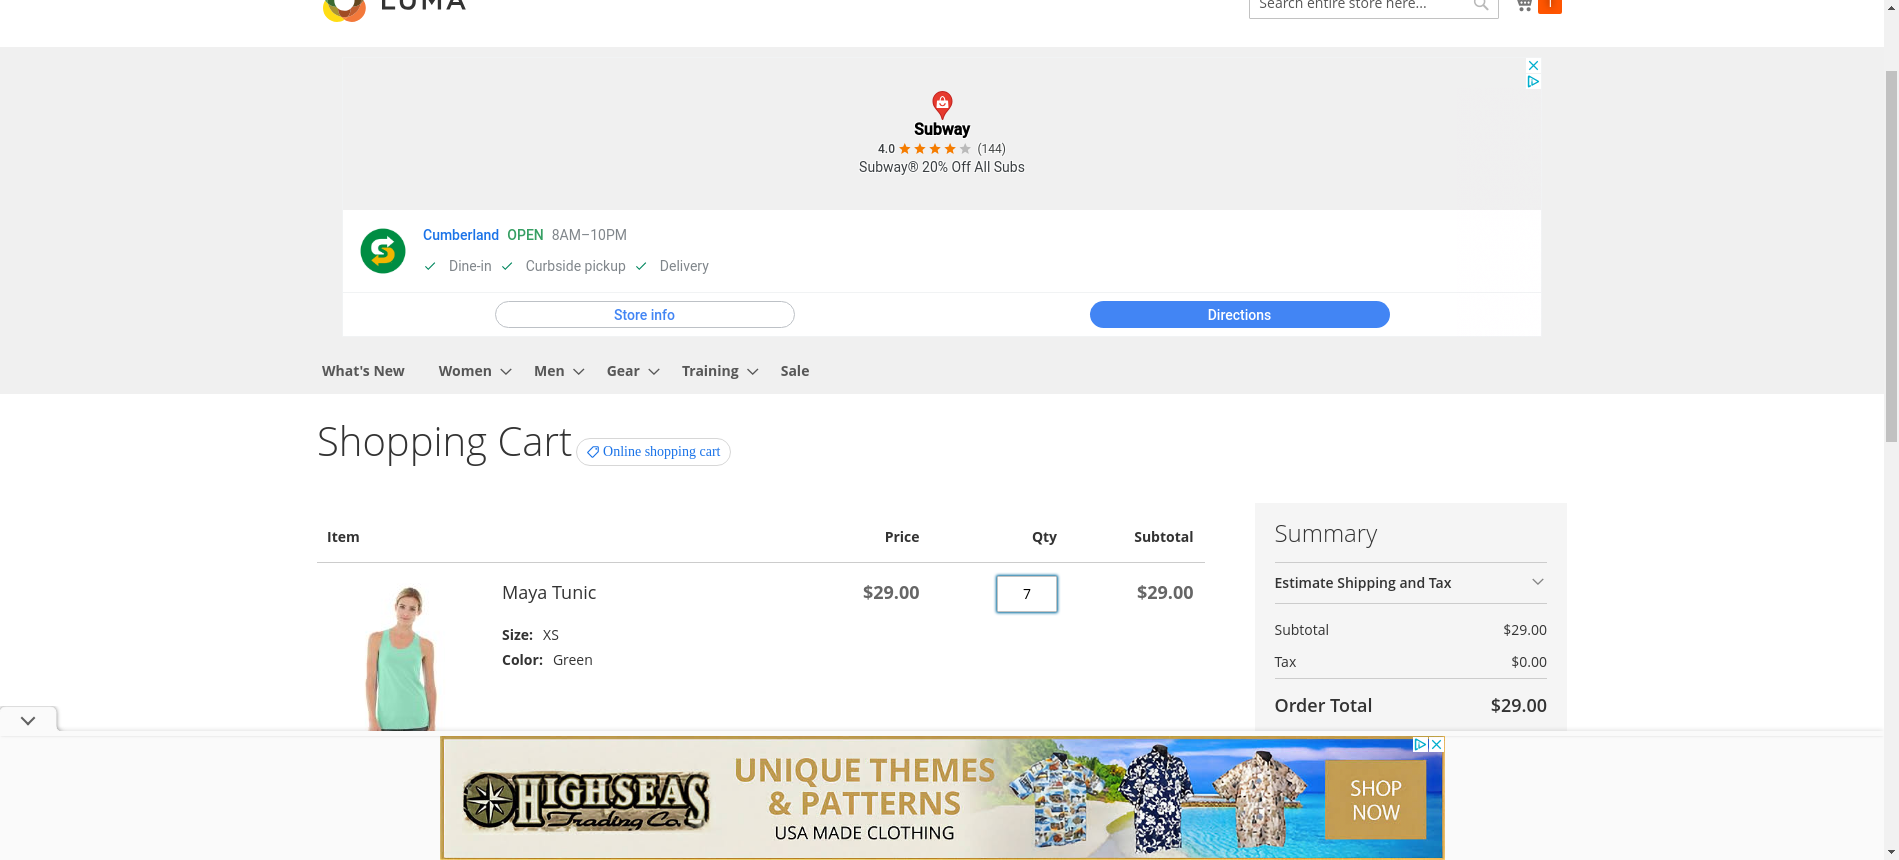 LUMA
Search entire store here...
1
Subway
4.0 (144)
Subway® 20% Off All Subs
Cumberland OPEN 8AM–10PM
Dine-in Curbside pickup Delivery
Store info Directions
What's New Women Men Gear Training Sale
Shopping Cart Online shopping cart
Item Price Qty Subtotal
Maya Tunic $29.00 7 $29.00
Size: XS
Color: Green
Summary
Estimate Shipping and Tax
Subtotal $29.00
Tax $0.00
Order Total $29.00
HIGH SEAS
Trading Co.
UNIQUE THEMES
& PATTERNS
USA MADE CLOTHING
SHOP
NOW